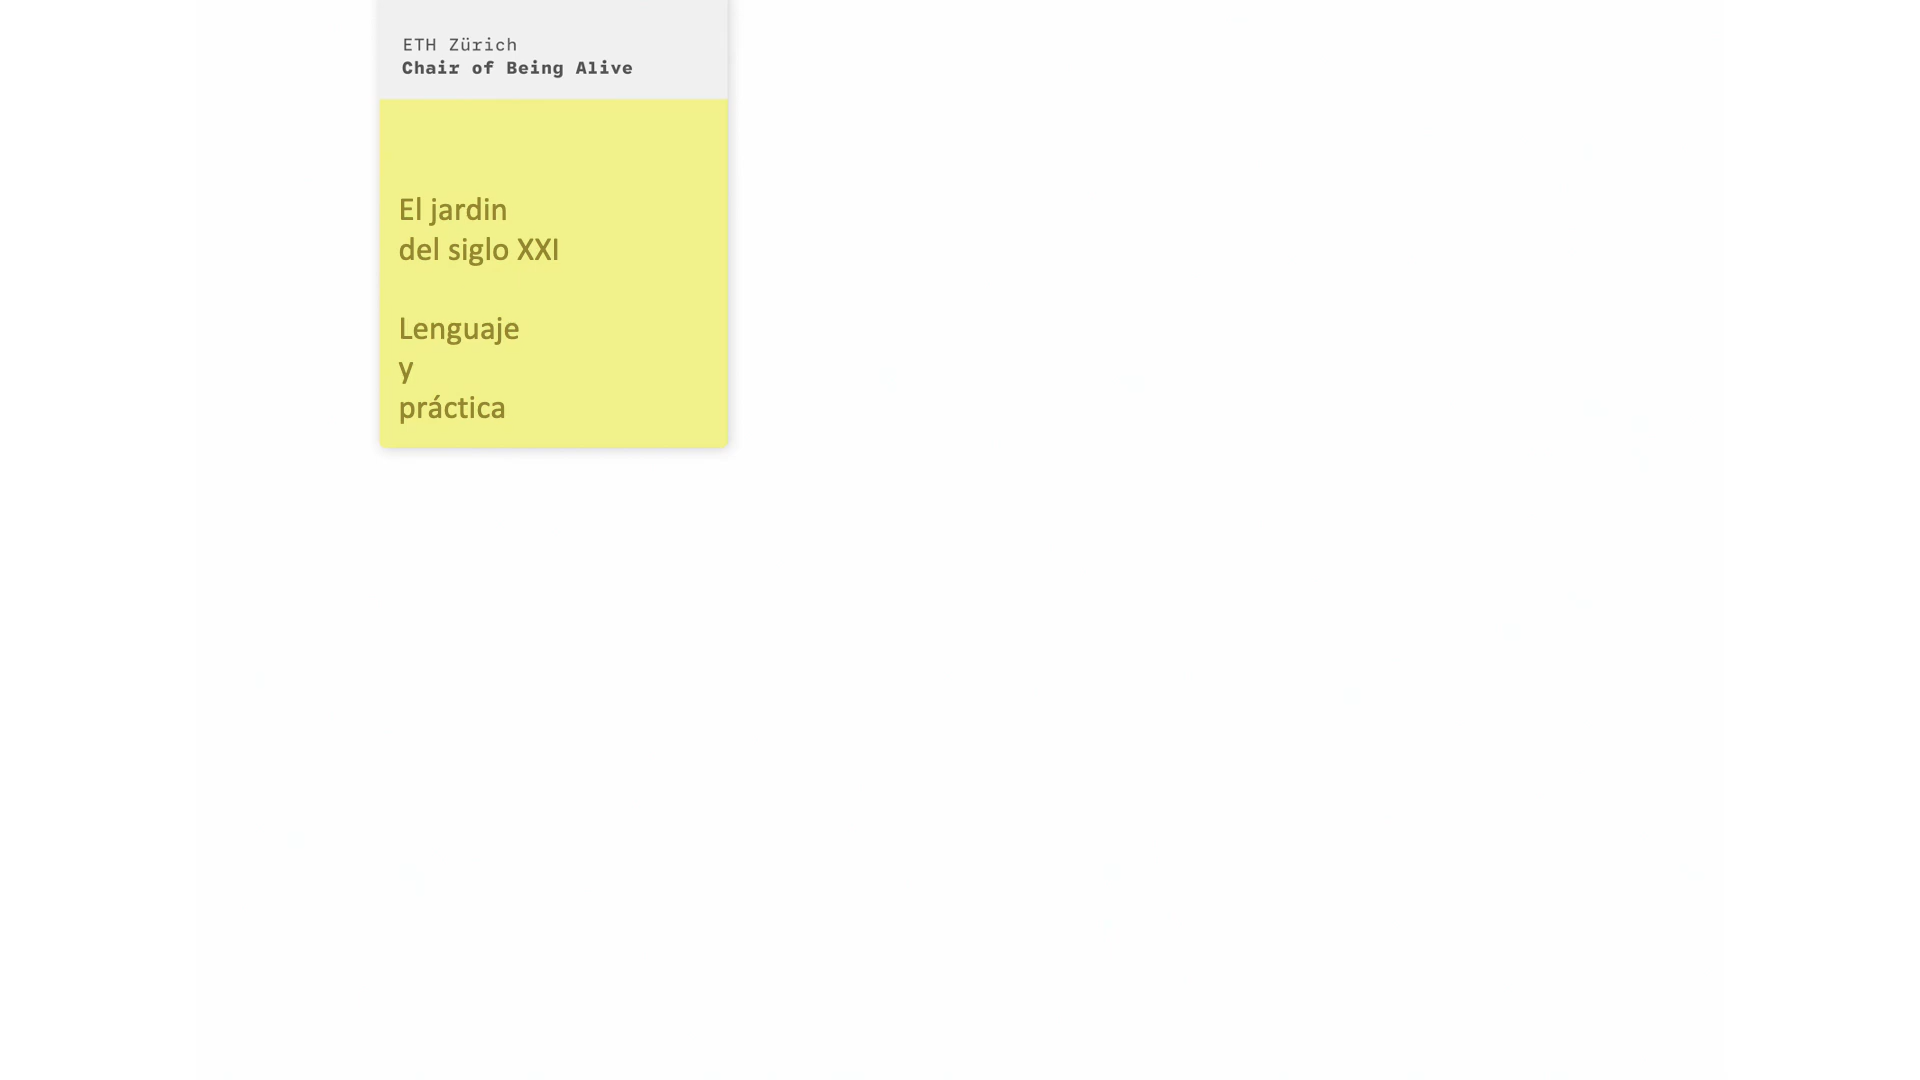 ETH Zürich
Chair of Being Alive
El jardin
del siglo XXI
Lenguaje
y
práctica